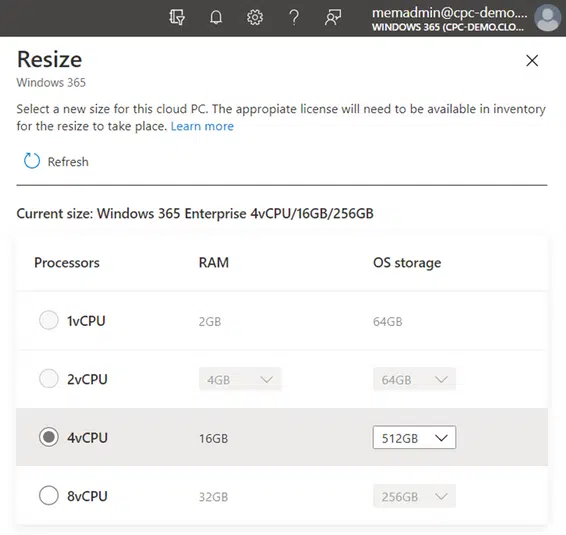 memadmin@cpc-demo....
WINDOWS 365 (CPC-DEMO.CLO...
Resize
Windows 365
Select a new size for this cloud PC. The appropiate license will need to be available in inventory
for the resize to take place. Learn more
Refresh
Current size: Windows 365 Enterprise 4vCPU/16GB/256GB
Processors RAM OS storage
1vCPU 2GB 64GB
2vCPU 4GB 64GB
4vCPU 16GB 512GB
8vCPU 32GB 256GB